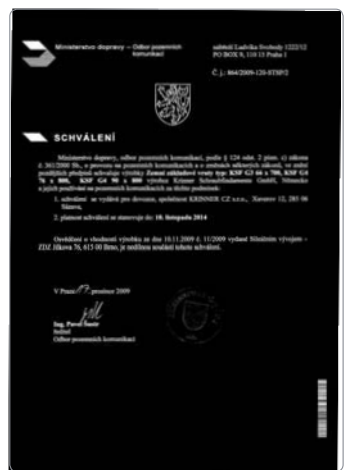 Ministerstvo dopravy – Odbor pozemních
komunikací
nábřeží Ludvíka Svobody 1222/12
PO BOX 9, 110 15 Praha 1
Č. j.: 864/2009-120-STSP/2
SCHVÁLENÍ
Ministerstvo dopravy, odbor pozemních komunikací, podle § 124 odst. 2 písm. c) zákona
č. 361/2000 Sb., o provozu na pozemních komunikacích a o změnách některých zákonů, ve znění
pozdějších předpisů schvaluje výrobky Zemní základové vruty typ: KSF G3 66 x 700, KSF G4
76 x 800, KSF G4 90 x 800 výrobce Krinner Schraubfundamente GmbH, Německo
a jejich používání na pozemních komunikacích za těchto podmínek:
1. schválení se vydává pro dovozce, společnost KRINNER CZ s.r.o., Xaverov 12, 285 06
Sázava,
2. platnost schválení se stanovuje do: 10. listopadu 2014
Osvědčení o vhodnosti výrobku ze dne 10.11.2009 č. 11/2009 vydané Silničním vývojem -
ZDZ Jílkova 76, 615 00 Brno, je nedílnou součástí tohoto schválení.
V Praze 17. prosince 2009
Ing. Pavel
ředitel
Odbor pozemních komunikací